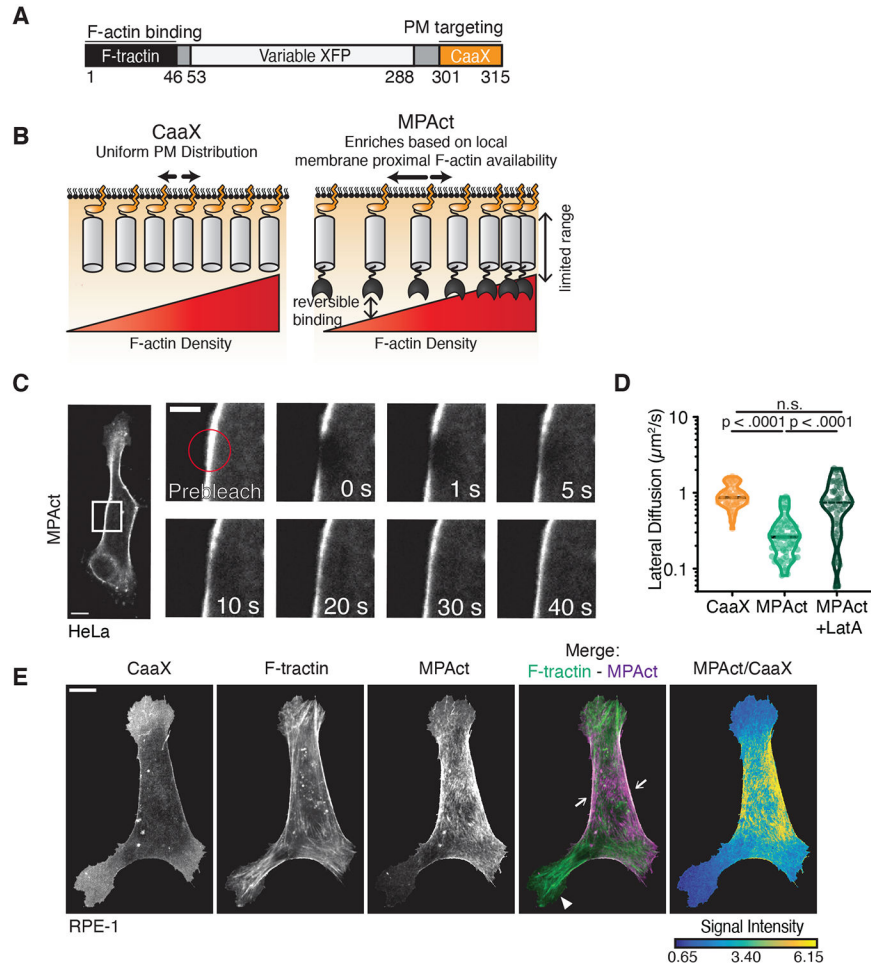 A
F-actin binding
PM targeting
F-tractin
Variable XFP
CaaX
1
46 53
288
301
315
B
CaaX
Uniform PM Distribution
MPAct
Enriches based on local
membrane proximal F-actin availability
limited range
reversible
binding
F-actin Density
F-actin Density
C
MPAct
Prebleach
0 s
1 s
5 s
10 s
20 s
30 s
40 s
HeLa
D
n.s.
p < .0001 p < .0001
Lateral Diffusion (µm²/s)
10
1
0.1
CaaX MPAct MPAct
+LatA
E
CaaX
F-tractin
MPAct
Merge:
F-tractin - MPAct
MPAct/CaaX
RPE-1
Signal Intensity
0.65 3.40 6.15